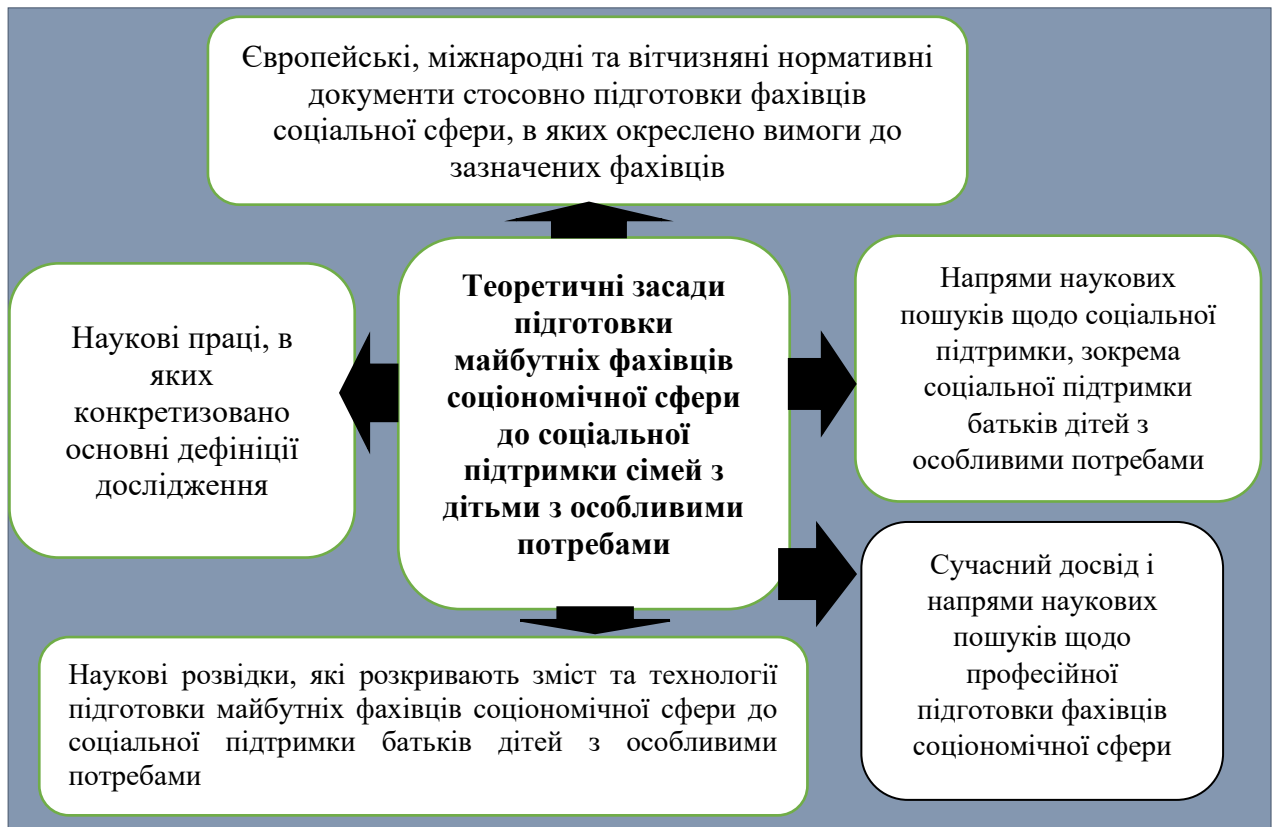 Європейські, міжнародні та вітчизняні нормативні
документи стосовно підготовки фахівців
соціальної сфери, в яких окреслено вимоги до
зазначених фахівців
Наукові праці, в
яких
конкретизовано
основні дефініції
дослідження
Теоретичні засади
підготовки
майбутніх фахівців
соціономічної сфери
до соціальної
підтримки сімей з
дітьми з особливими
потребами
Напрями наукових
пошуків щодо соціальної
підтримки, зокрема
соціальної підтримки
батьків дітей з
особливими потребами
Сучасний досвід і
напрями наукових
пошуків щодо
професійної
підготовки фахівців
соціономічної сфери
Наукові розвідки, які розкривають зміст та технології
підготовки майбутніх фахівців соціономічної сфери до
соціальної підтримки батьків дітей з особливими
потребами